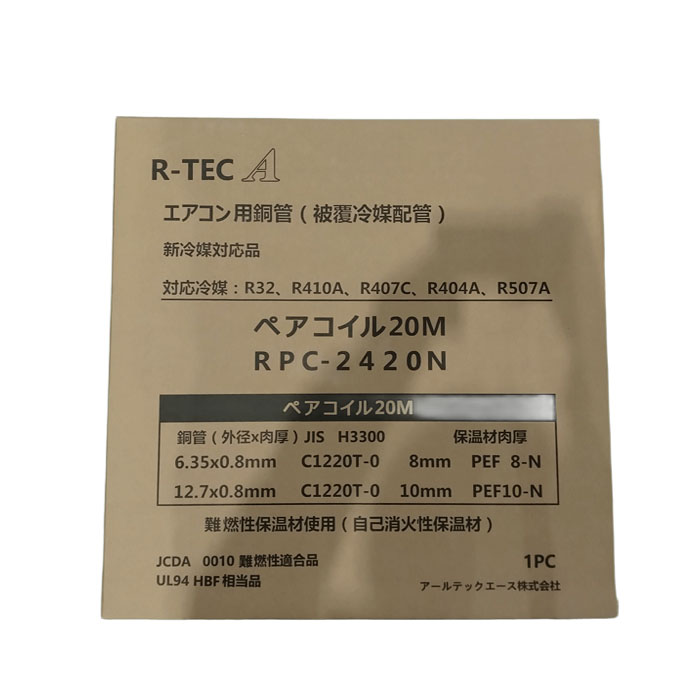 R-TEC A
エアコン用銅管（被覆冷媒配管）
新冷媒対応品
対応冷媒：R32、R410A、R407C、R404A、R507A
ペアコイル20M
RPC-2420N
ペアコイル20M
銅管（外径x肉厚）JIS H3300 保温材肉厚
6.35x0.8mm C1220T-0 8mm PEF 8-N
12.7x0.8mm C1220T-0 10mm PEF10-N
難燃性保温材使用（自己消火性保温材）
JCDA 0010 難燃性適合品 1PC
UL94 HBF相当品 アールテックエース株式会社